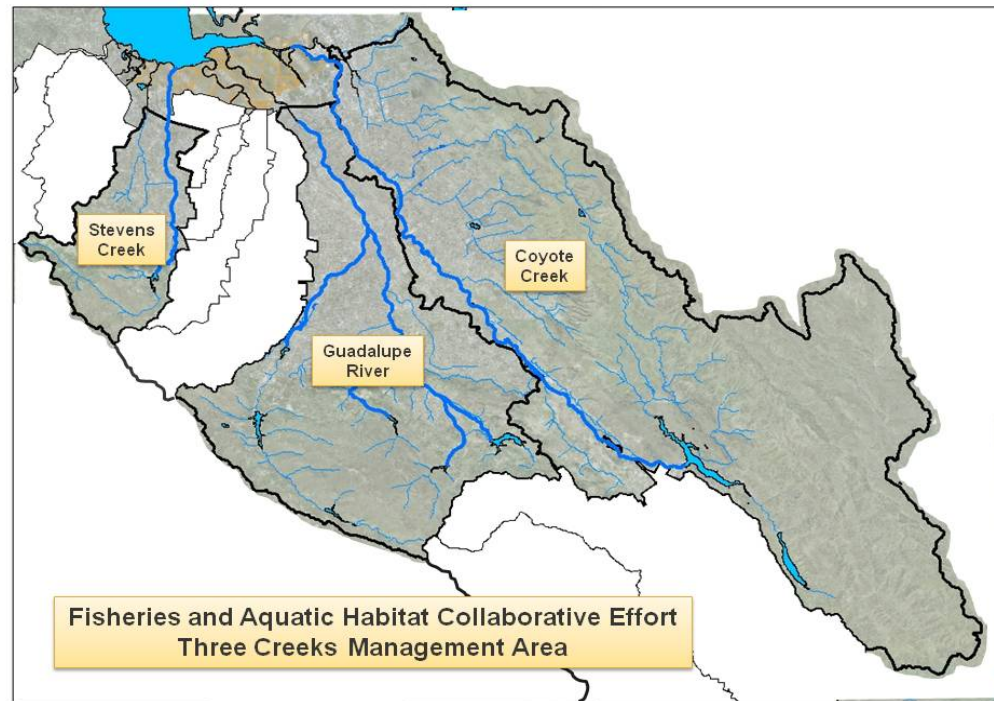 Stevens
Creek
Coyote
Creek
Guadalupe
River
Fisheries and Aquatic Habitat Collaborative Effort
Three Creeks Management Area